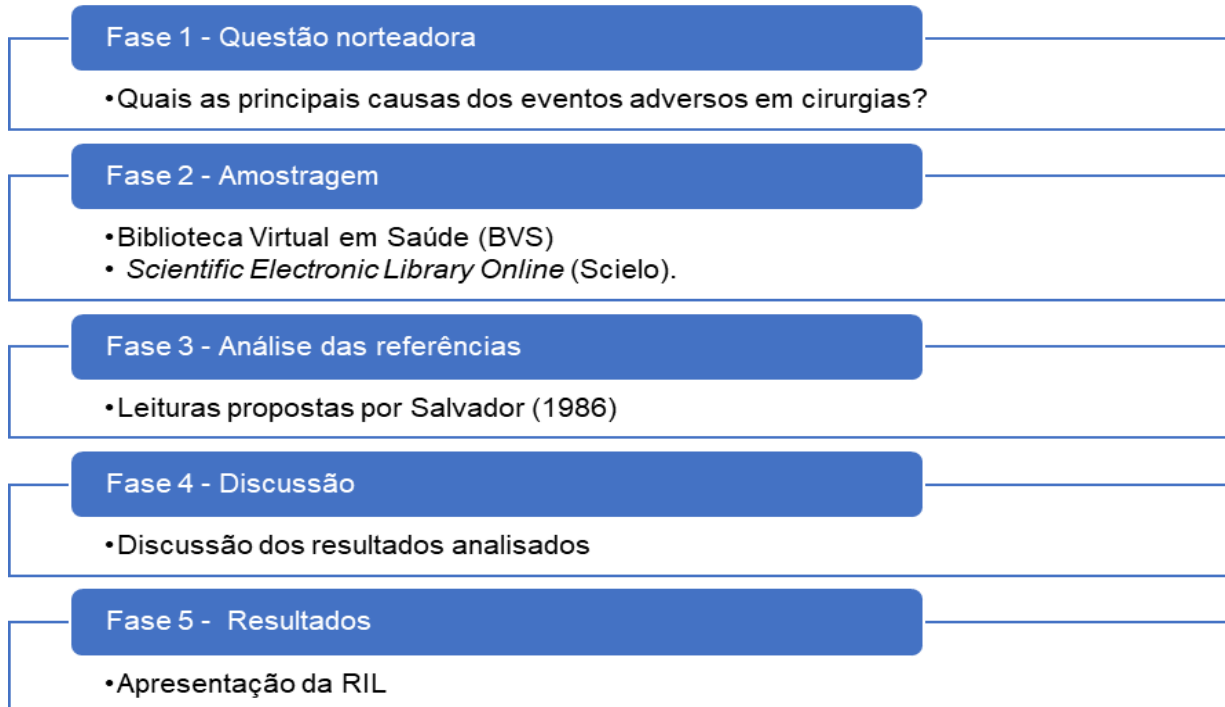 Fase 1 - Questão norteadora
•Quais as principais causas dos eventos adversos em cirurgias?
Fase 2 - Amostragem
•Biblioteca Virtual em Saúde (BVS)
• Scientific Electronic Library Online (Scielo).
Fase 3 - Análise das referências
•Leituras propostas por Salvador (1986)
Fase 4 - Discussão
•Discussão dos resultados analisados
Fase 5 - Resultados
•Apresentação da RIL